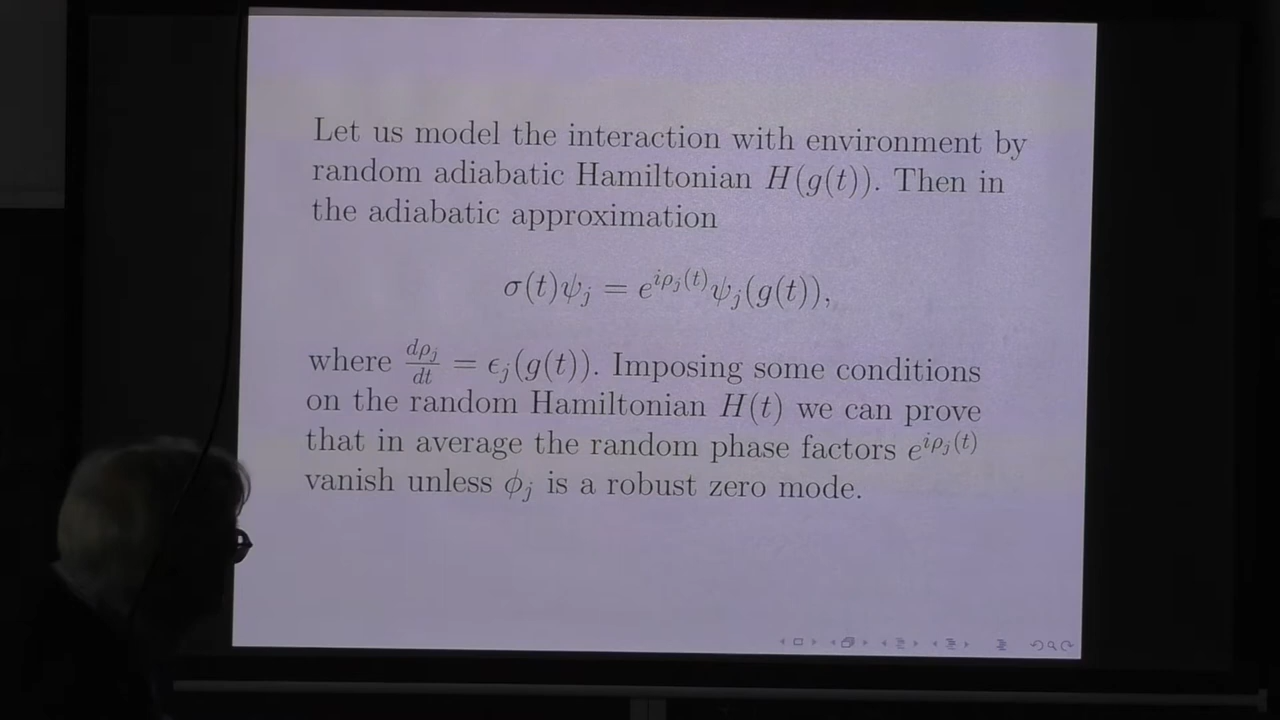 Let us model the interaction with environment by
random adiabatic Hamiltonian H(g(t)). Then in
the adiabatic approximation
σ(t)ψ_j = e^{iρ_j(t)}ψ_j(g(t)),
where dρ_j/dt = ϵ_j(g(t)). Imposing some conditions
on the random Hamiltonian H(t) we can prove
that in average the random phase factors e^{iρ_j(t)}
vanish unless ϕ_j is a robust zero mode.